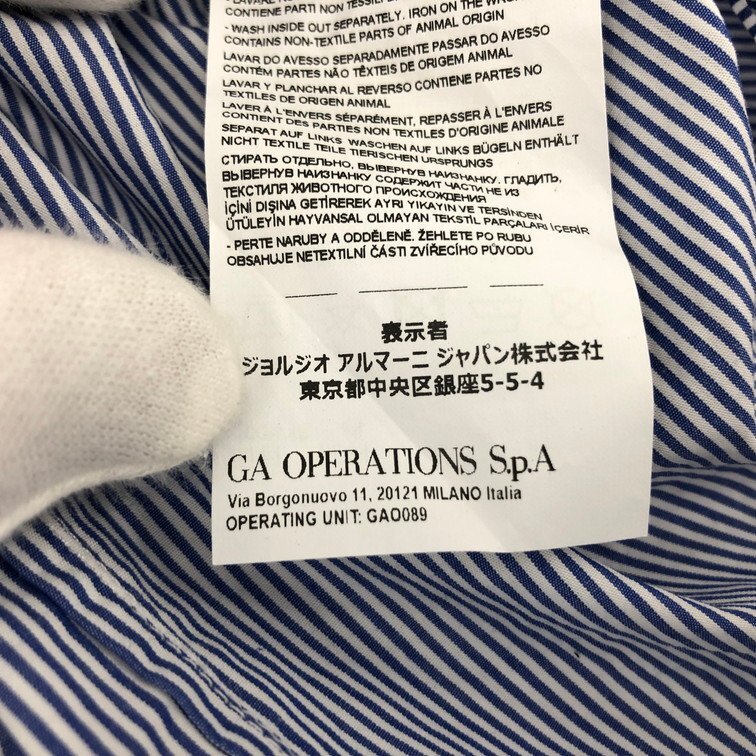 CONTIENE PARTI NON TESSILI
- WASH INSIDE OUT SEPARATELY. IRON ON THE WRONG
CONTAINS NON-TEXTILE PARTS OF ANIMAL ORIGIN
LAVAR DO AVESSO SEPARADAMENTE PASSAR DO AVESSO
CONTÉM PARTES NÃO TÊXTEIS DE ORIGEM ANIMAL
LAVAR Y PLANCHAR AL REVERSO CONTIENE PARTES NO
TEXTILES DE ORIGEN ANIMAL
LAVER À L'ENVERS SÉPARÉMENT, REPASSER À L'ENVERS
CONTIENT DES PARTIES NON TEXTILES D'ORIGINE ANIMALE
SEPARAT AUF LINKS WASCHEN AUF LINKS BÜGELN ENTHÄLT
NICHT TEXTILE TEILE TIERISCHEN URSPRUNGS
СТИРАТЬ ОТДЕЛЬНО, ВЫВЕРНУВ НАИЗНАНКУ. ГЛАДИТЬ,
ВЫВЕРНУВ НАИЗНАНКУ СОДЕРЖИТ ЧАСТИ НЕ ИЗ
ТЕКСТИЛЯ ЖИВОТНОГО ПРОИСХОЖДЕНИЯ
İÇİNİ DIŞINA GETİREREK AYRI YIKAYIN VE TERSİNDEN
ÜTÜLEYİN HAYVANSAL OLMAYAN TEKSTİL PARÇALARI İÇERİR
- PERTE NARUBY A ODDĚLENĚ. ŽEHLETE PO RUBU
OBSAHUJE NETEXTILNÍ ČÁSTI ZVÍŘECÍHO PŮVODU
表示者
ジョルジオ アルマーニ ジャパン株式会社
東京都中央区銀座5-5-4
GA OPERATIONS S.p.A
Via Borgonuovo 11, 20121 MILANO Italia
OPERATING UNIT: GAO089